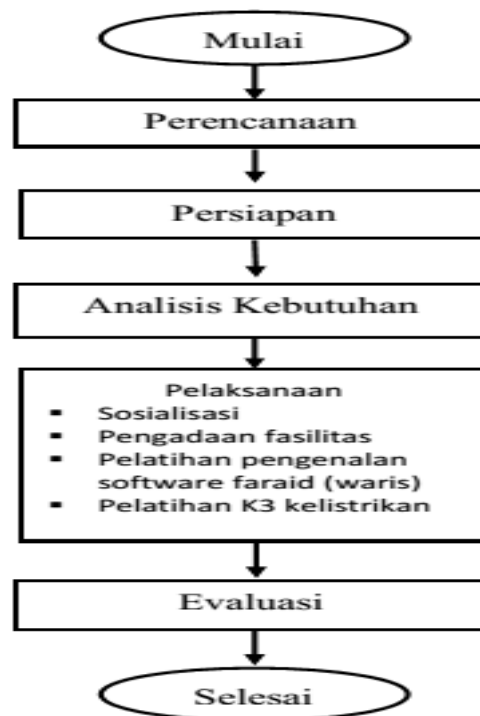 Mulai
Perencanaan
Persiapan
Analisis Kebutuhan
Pelaksanaan
▪ Sosialisasi
▪ Pengadaan fasilitas
▪ Pelatihan pengenalan
software faraid (waris)
▪ Pelatihan K3 kelistrikan
Evaluasi
Selesai